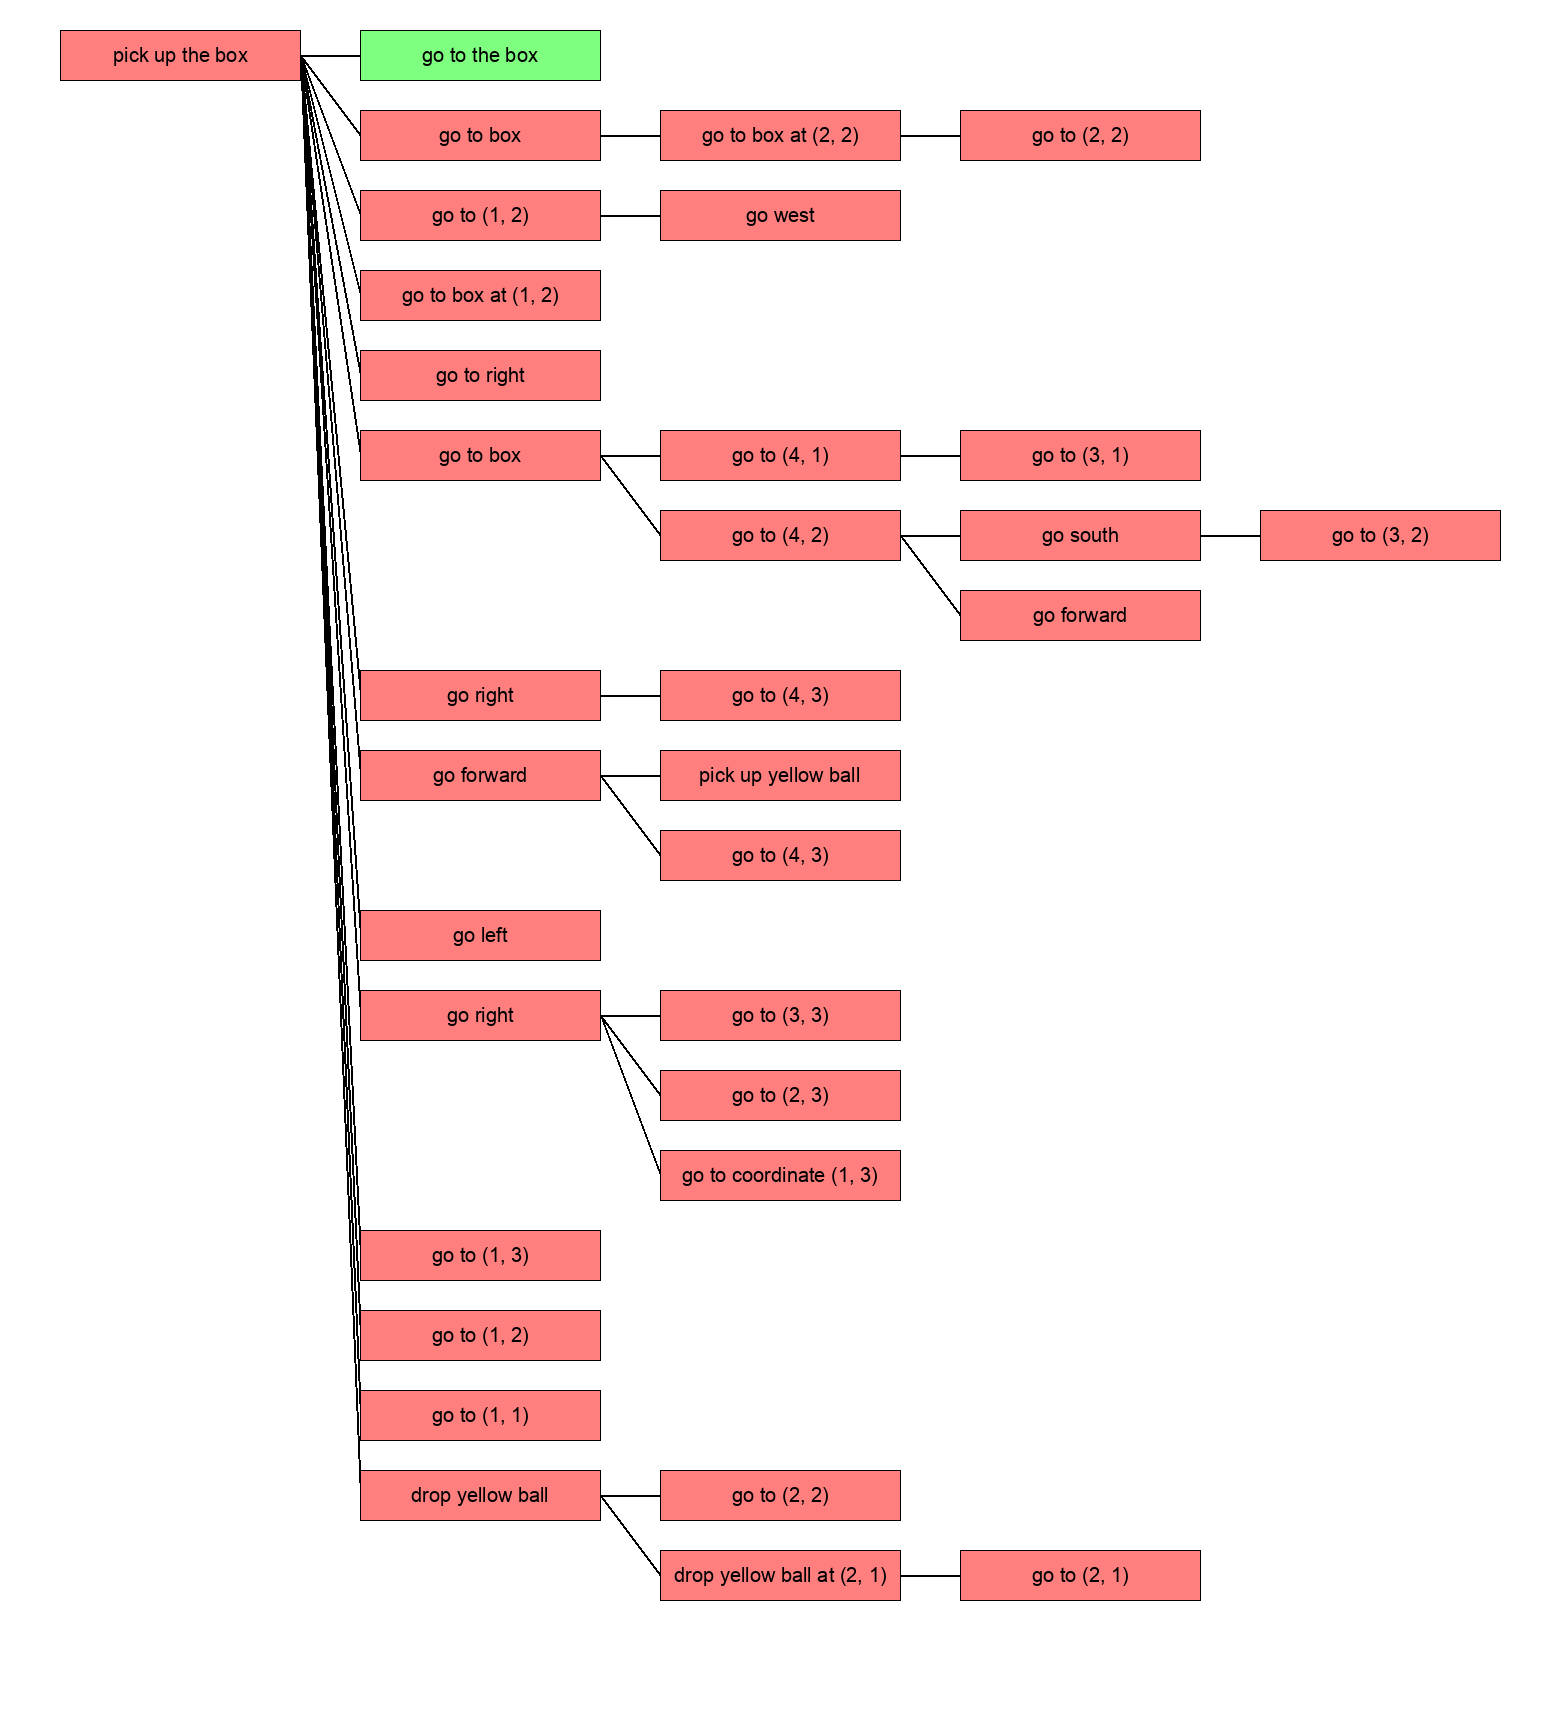 pick up the box
go to the box
go to box
go to box at (2, 2)
go to (2, 2)
go to (1, 2)
go west
go to box at (1, 2)
go to right
go to box
go to (4, 1)
go to (3, 1)
go to (4, 2)
go south
go to (3, 2)
go forward
go right
go to (4, 3)
go forward
pick up yellow ball
go to (4, 3)
go left
go right
go to (3, 3)
go to (2, 3)
go to coordinate (1, 3)
go to (1, 3)
go to (1, 2)
go to (1, 1)
drop yellow ball
go to (2, 2)
drop yellow ball at (2, 1)
go to (2, 1)